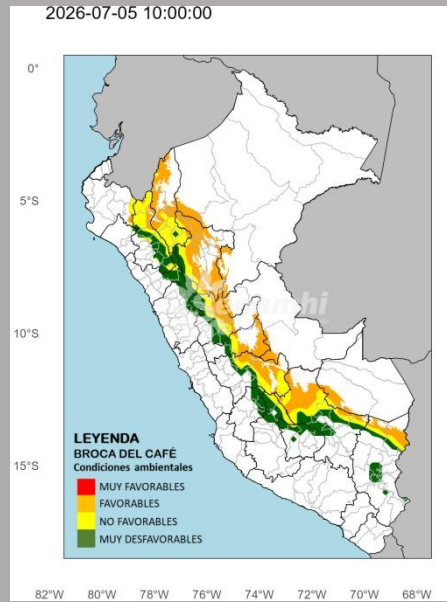 2026-07-05 10:00:00
0°
5°S
10°S
15°S
senamhi
LEYENDA
BROCA DEL CAFÉ
Condiciones ambientales
MUY FAVORABLES
FAVORABLES
NO FAVORABLES
MUY DESFAVORABLES
82°W 80°W 78°W 76°W 74°W 72°W 70°W 68°W